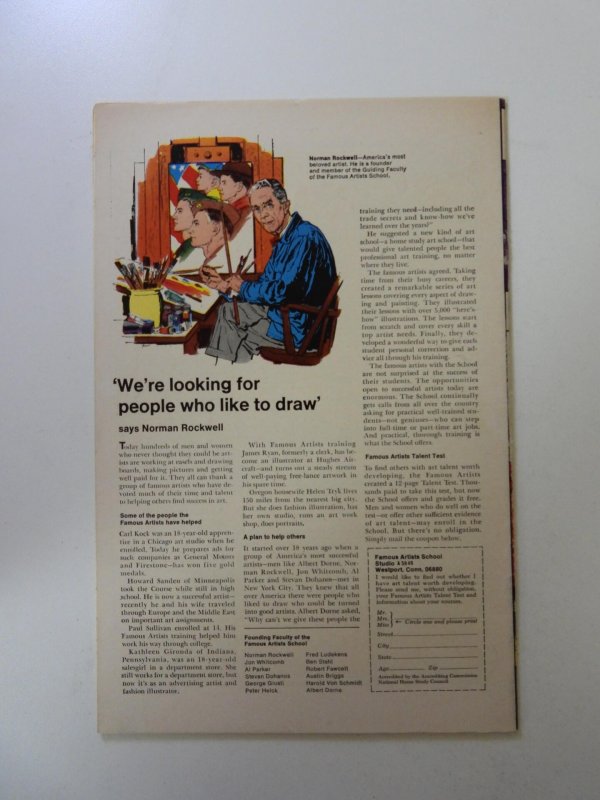 Norman Rockwell—America's most
beloved artist. He is a founder
and member of the Guiding Faculty
of the Famous Artists School.
'We're looking for
people who like to draw'
says Norman Rockwell
Today hundreds of men and women
who never thought they could be art-
ists are working at easels and drawing
boards, making pictures and getting
well paid for it. They all can thank a
group of famous artists who have de-
voted much of their time and talent
to helping others find success in art.
Some of the people the
Famous Artists have helped
Carl Kock was an 18-year-old appren-
tice in a Chicago art studio when he
enrolled. Today he prepares ads for
such companies as General Motors
and Firestone—has won five gold
medals.
Howard Sanden of Minneapolis
took the Course while still in high
school. He is now a successful artist—
recently he and his wife traveled
through Europe and the Middle East
on important art assignments.
Paul Sullivan enrolled at 14. His
Famous Artists training helped him
work his way through college.
Kathleen Gironda of Indiana,
Pennsylvania, was an 18-year-old
salesgirl in a department store. She
still works for a department store, but
now it's as an advertising artist and
fashion illustrator.
With Famous Artists training
James Ryan, formerly a clerk, has be-
come an illustrator at Hughes Air-
craft—and turns out a steady stream
of well-paying free-lance artwork in
his spare time.
Oregon housewife Helen Tryk lives
150 miles from the nearest big city.
But she does fashion illustration, has
her own studio, runs an art work
shop, does portraits.
A plan to help others
It started over 18 years ago when a
group of America's most successful
artists—men like Albert Dorne, Nor-
man Rockwell, Jon Whitcomb, Al
Parker and Stevan Dohanos—met in
New York City. They knew that all
over America there were people who
liked to draw who could be turned
into good artists. Albert Dorne asked,
"Why can't we give these people the
Founding Faculty of the
Famous Artists School
Norman Rockwell
Jon Whitcomb
Al Parker
Stevan Dohanos
George Giusti
Peter Helck
Fred Ludekens
Ben Stahl
Robert Fawcett
Austin Briggs
Harold Von Schmidt
Albert Dorne
training they need—including all the
trade secrets and know-how we've
learned over the years?"
He suggested a new kind of art
school—a home study art school—that
would give talented people the best
professional art training, no matter
where they live.
The famous artists agreed. Taking
time from their busy careers, they
created a remarkable series of art
lessons covering every aspect of draw-
ing and painting. They illustrated
their lessons with over 5,000 "here's
how" illustrations. The lessons start
from scratch and cover every skill a
top artist needs. Finally, they de-
veloped a wonderful way to give each
student personal correction and ad-
vice all through his training.
The famous artists with the School
are not surprised at the success of
their students. The opportunities
open to successful artists today are
enormous. The School continually
gets calls from all over the country
asking for practical well-trained stu-
dents—not geniuses—who can step
into full-time or part-time art jobs.
And practical, thorough training is
what the School offers.
Famous Artists Talent Test
To find others with art talent worth
developing, the Famous Artists
created a 12-page Talent Test. Thou-
sands paid to take this test, but now
the School offers and grades it free.
Men and women who do well on the
test—or offer other sufficient evidence
of art talent—may enroll in the
School. But there's no obligation.
Simply mail the coupon below.
Famous Artists School
Studio
Westport, Conn. 06880
I would like to find out whether I
have art talent worth developing.
Please send me, without obligation,
your Famous Artists Talent Test and
information about your courses.
Mr.
Mrs. ← Circle one and please print
Miss
Street
City
State
Age Zip
Accredited by the Accrediting Commission
National Home Study Council